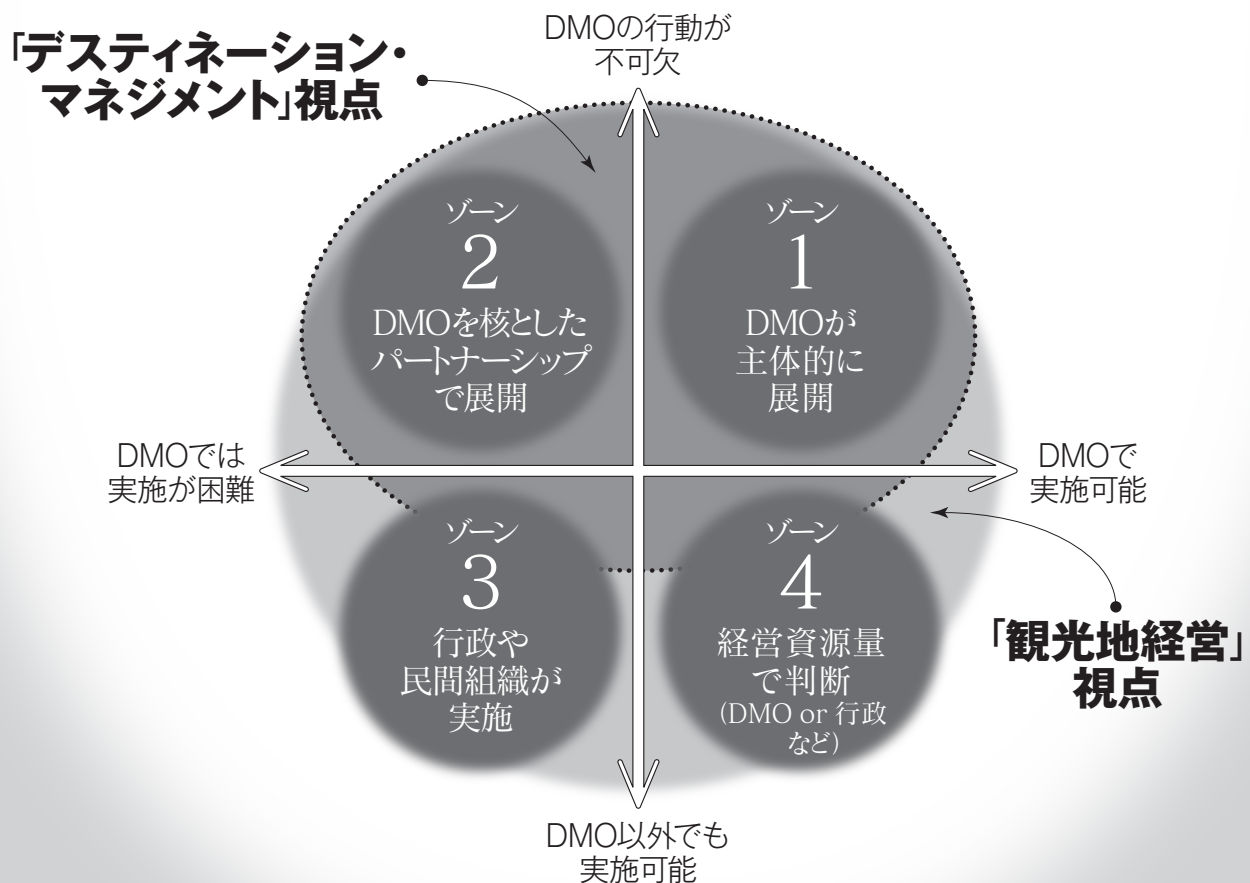 DMOの行動が
不可欠
「デスティネーション・
マネジメント」視点
ゾーン
2
DMOを核とした
パートナーシップ
で展開
ゾーン
1
DMOが
主体的に
展開
DMOでは
実施が困難
DMOで
実施可能
ゾーン
3
行政や
民間組織が
実施
ゾーン
4
経営資源量
で判断
(DMO or 行政
など)
「観光地経営」
視点
DMO以外でも
実施可能